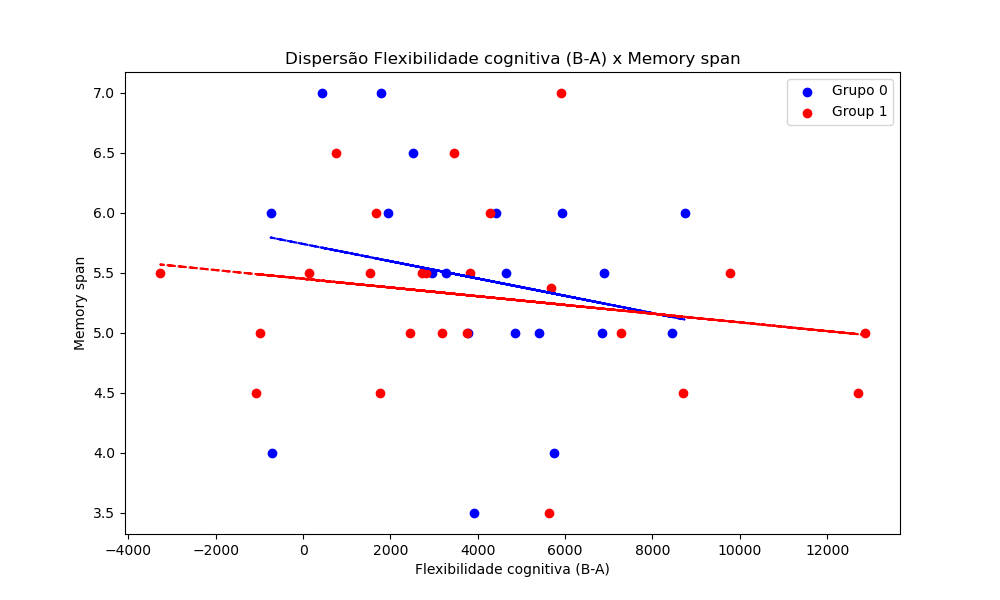 Dispersão Flexibilidade cognitiva (B-A) x Memory span
Grupo 0
Group 1
7.0
6.5
6.0
5.5
5.0
4.5
4.0
3.5
Memory span
−4000 −2000 0 2000 4000 6000 8000 10000 12000
Flexibilidade cognitiva (B-A)